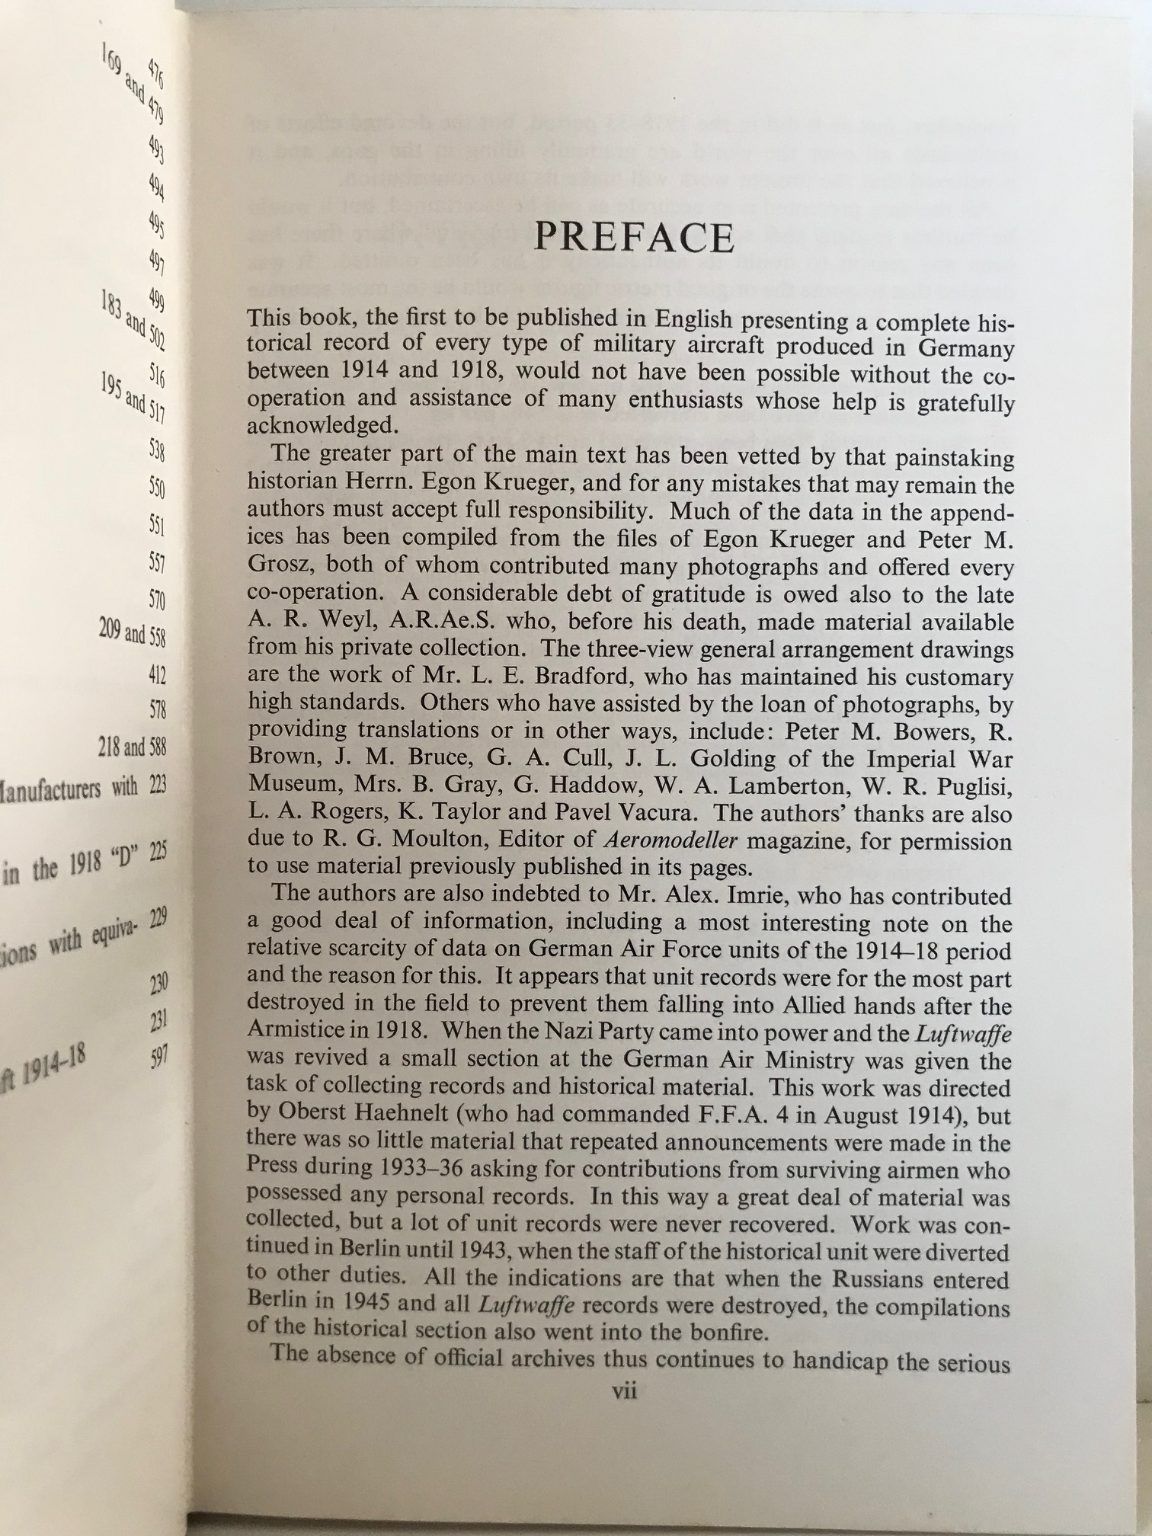 476
169 and 479
493
494
495
497
499
183 and 502
516
195 and 517
538
550
551
557
570
209 and 558
412
578
218 and 588
Manufacturers with 223
in the 1918 “D” 225
ions with equiva- 229
230
231
ft 1914–18 597
PREFACE
This book, the first to be published in English presenting a complete his-
torical record of every type of military aircraft produced in Germany
between 1914 and 1918, would not have been possible without the co-
operation and assistance of many enthusiasts whose help is gratefully
acknowledged.
The greater part of the main text has been vetted by that painstaking
historian Herrn. Egon Krueger, and for any mistakes that may remain the
authors must accept full responsibility. Much of the data in the append-
ices has been compiled from the files of Egon Krueger and Peter M.
Grosz, both of whom contributed many photographs and offered every
co-operation. A considerable debt of gratitude is owed also to the late
A. R. Weyl, A.R.Ae.S. who, before his death, made material available
from his private collection. The three-view general arrangement drawings
are the work of Mr. L. E. Bradford, who has maintained his customary
high standards. Others who have assisted by the loan of photographs, by
providing translations or in other ways, include: Peter M. Bowers, R.
Brown, J. M. Bruce, G. A. Cull, J. L. Golding of the Imperial War
Museum, Mrs. B. Gray, G. Haddow, W. A. Lamberton, W. R. Puglisi,
L. A. Rogers, K. Taylor and Pavel Vacura. The authors’ thanks are also
due to R. G. Moulton, Editor of Aeromodeller magazine, for permission
to use material previously published in its pages.
The authors are also indebted to Mr. Alex. Imrie, who has contributed
a good deal of information, including a most interesting note on the
relative scarcity of data on German Air Force units of the 1914–18 period
and the reason for this. It appears that unit records were for the most part
destroyed in the field to prevent them falling into Allied hands after the
Armistice in 1918. When the Nazi Party came into power and the Luftwaffe
was revived a small section at the German Air Ministry was given the
task of collecting records and historical material. This work was directed
by Oberst Haehnelt (who had commanded F.F.A. 4 in August 1914), but
there was so little material that repeated announcements were made in the
Press during 1933–36 asking for contributions from surviving airmen who
possessed any personal records. In this way a great deal of material was
collected, but a lot of unit records were never recovered. Work was con-
tinued in Berlin until 1943, when the staff of the historical unit were diverted
to other duties. All the indications are that when the Russians entered
Berlin in 1945 and all Luftwaffe records were destroyed, the compilations
of the historical section also went into the bonfire.
The absence of official archives thus continues to handicap the serious
vii